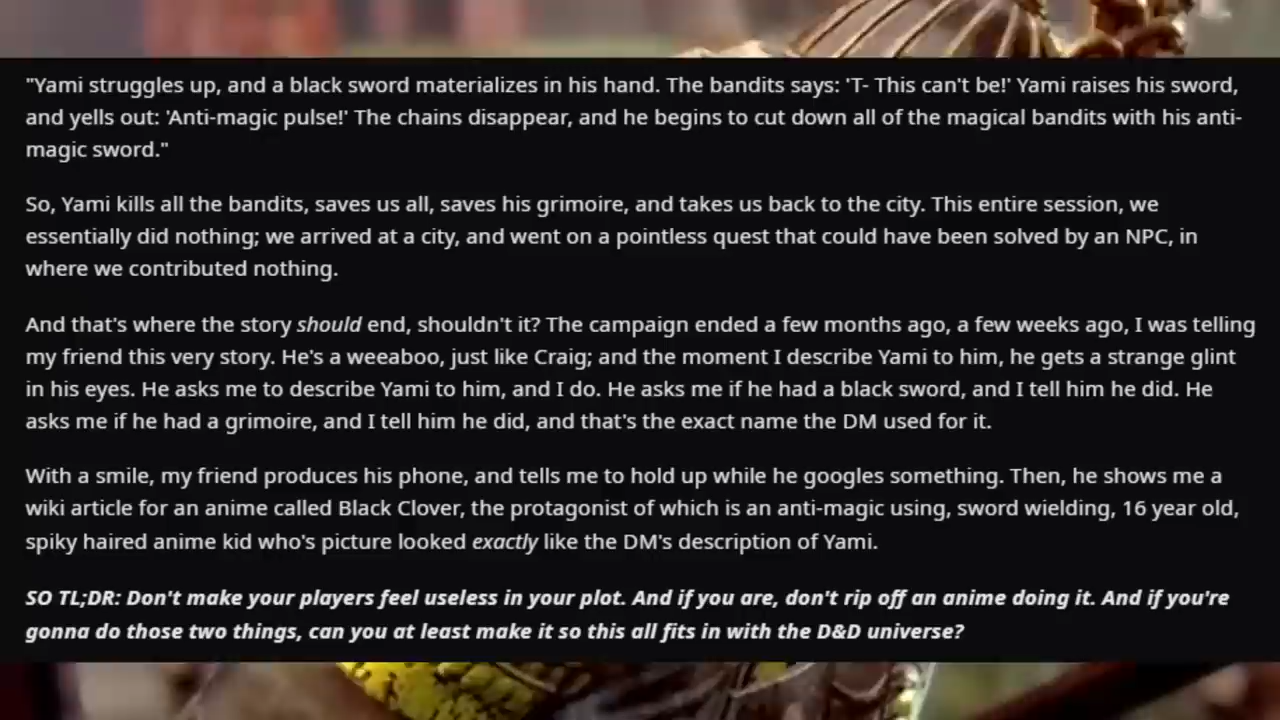 "Yami struggles up, and a black sword materializes in his hand. The bandits says: 'T- This can't be!' Yami raises his sword,
and yells out: 'Anti-magic pulse!' The chains disappear, and he begins to cut down all of the magical bandits with his anti-
magic sword."
So, Yami kills all the bandits, saves us all, saves his grimoire, and takes us back to the city. This entire session, we
essentially did nothing; we arrived at a city, and went on a pointless quest that could have been solved by an NPC, in
where we contributed nothing.
And that's where the story should end, shouldn't it? The campaign ended a few months ago, a few weeks ago, I was telling
my friend this very story. He's a weeaboo, just like Craig; and the moment I describe Yami to him, he gets a strange glint
in his eyes. He asks me to describe Yami to him, and I do. He asks me if he had a black sword, and I tell him he did. He
asks me if he had a grimoire, and I tell him he did, and that's the exact name the DM used for it.
With a smile, my friend produces his phone, and tells me to hold up while he googles something. Then, he shows me a
wiki article for an anime called Black Clover, the protagonist of which is an anti-magic using, sword wielding, 16 year old,
spiky haired anime kid who's picture looked exactly like the DM's description of Yami.
SO TL;DR: Don't make your players feel useless in your plot. And if you are, don't rip off an anime doing it. And if you're
gonna do those two things, can you at least make it so this all fits in with the D&D universe?